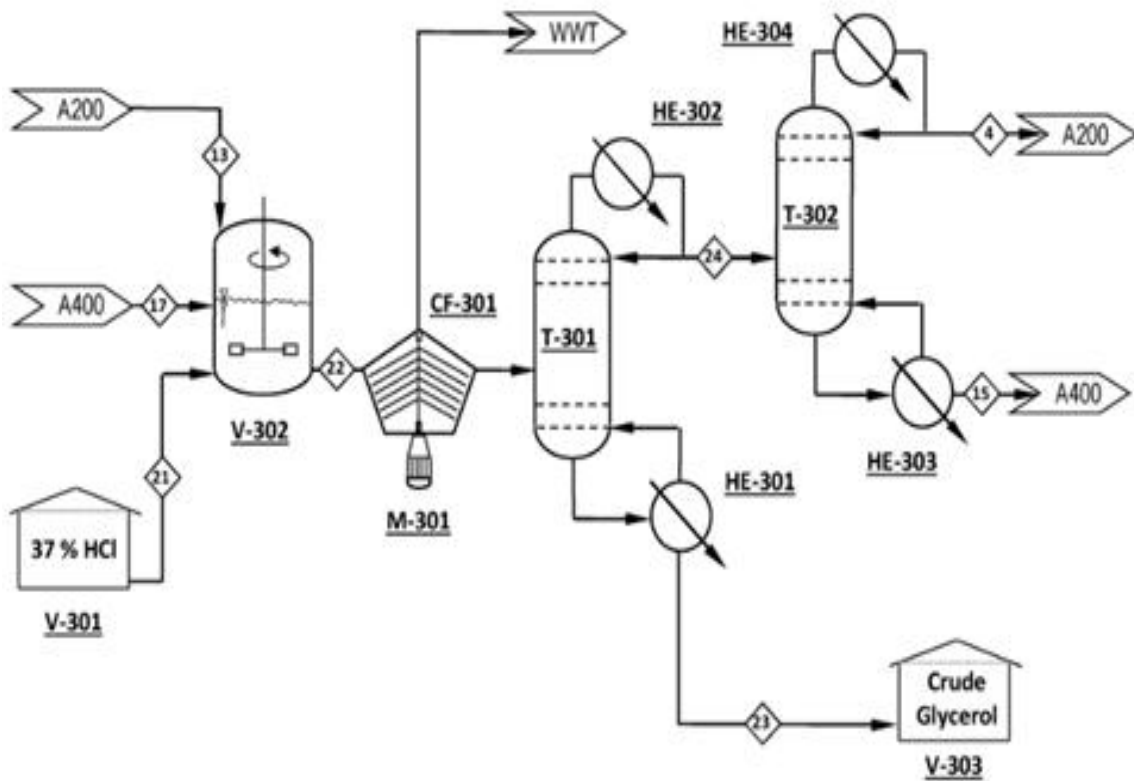 WWT
HE-304
A200
HE-302
13
4
A200
T-302
24
A400
17
CF-301
T-301
22
15
A400
V-302
HE-303
21
HE-301
M-301
37 % HCl
V-301
Crude
23
Glycerol
V-303